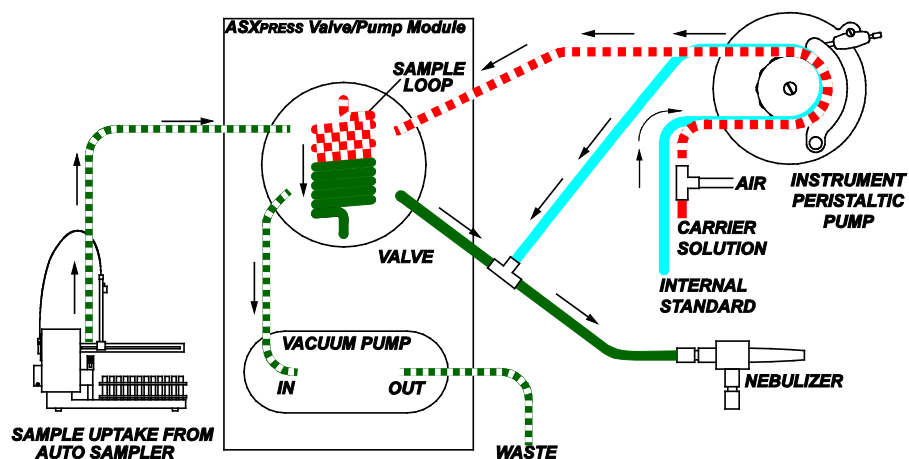 ASXPRESS Valve/Pump Module
SAMPLE
LOOP
VALVE
AIR
INSTRUMENT
PERISTALTIC
PUMP
CARRIER
SOLUTION
INTERNAL
STANDARD
VACUUM PUMP
IN
OUT
NEBULIZER
SAMPLE UPTAKE FROM
AUTO SAMPLER
WASTE